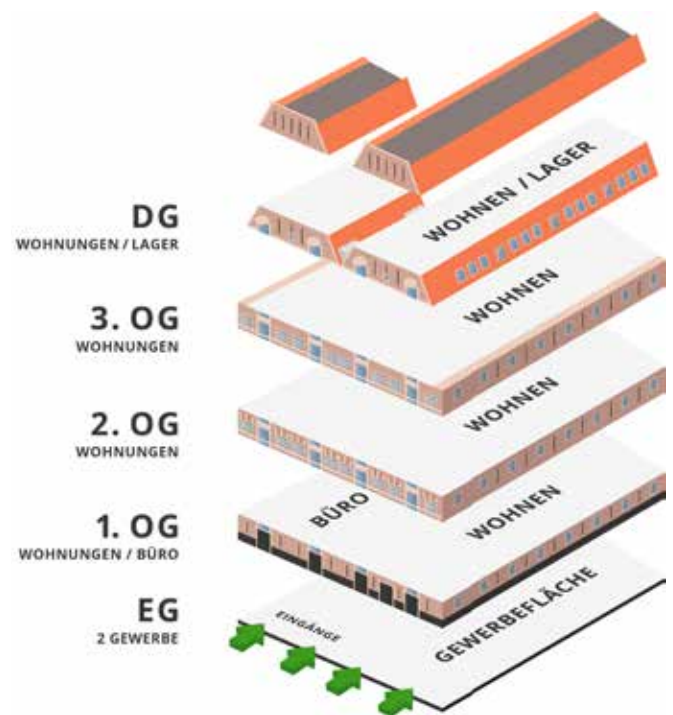 WOHNEN / LAGER
DG
WOHNUNGEN / LAGER
WOHNEN
3. OG
WOHNUNGEN
WOHNEN
2. OG
WOHNUNGEN
BÜRO
WOHNEN
1. OG
WOHNUNGEN / BÜRO
EG
2 GEWERBE
EINGÄNGE
GEWERBEFLÄCHE